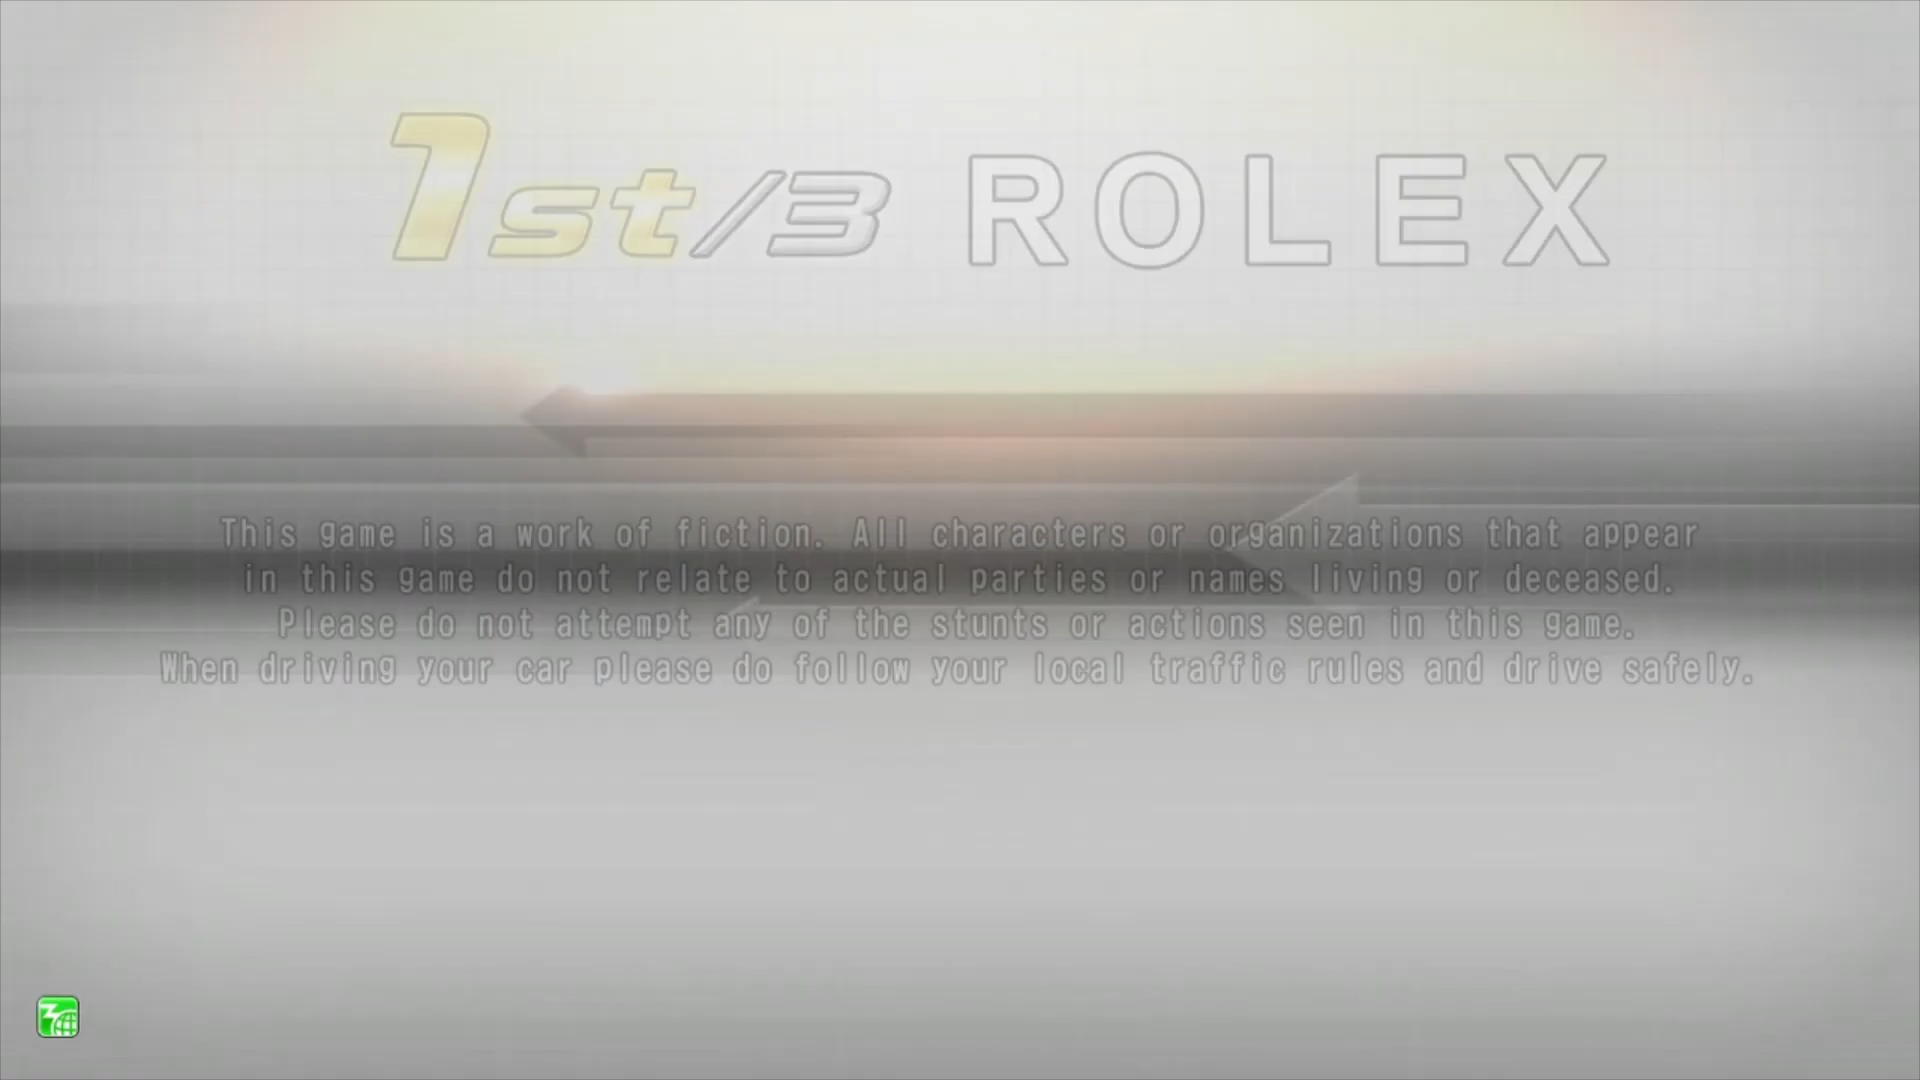 1st/3 ROLEX
This game is a work of fiction. All characters or organizations that appear
in this game do not relate to actual parties or names living or deceased.
Please do not attempt any of the stunts or actions seen in this game.
When driving your car please do follow your local traffic rules and drive safely.